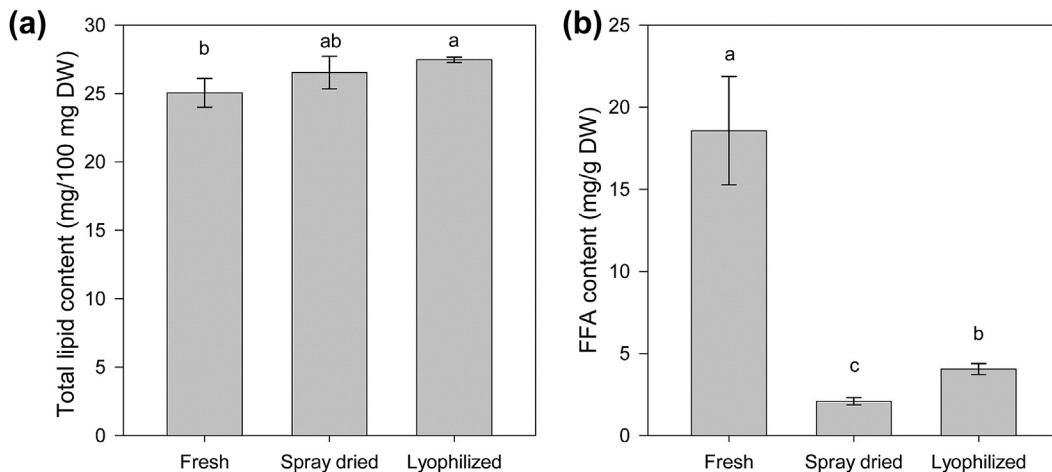 (a)
Total lipid content (mg/100 mg DW)
30
25
20
15
10
5
0
b
ab
a
Fresh
Spray dried
Lyophilized
(b)
FFA content (mg/g DW)
25
20
15
10
5
0
a
c
b
Fresh
Spray dried
Lyophilized